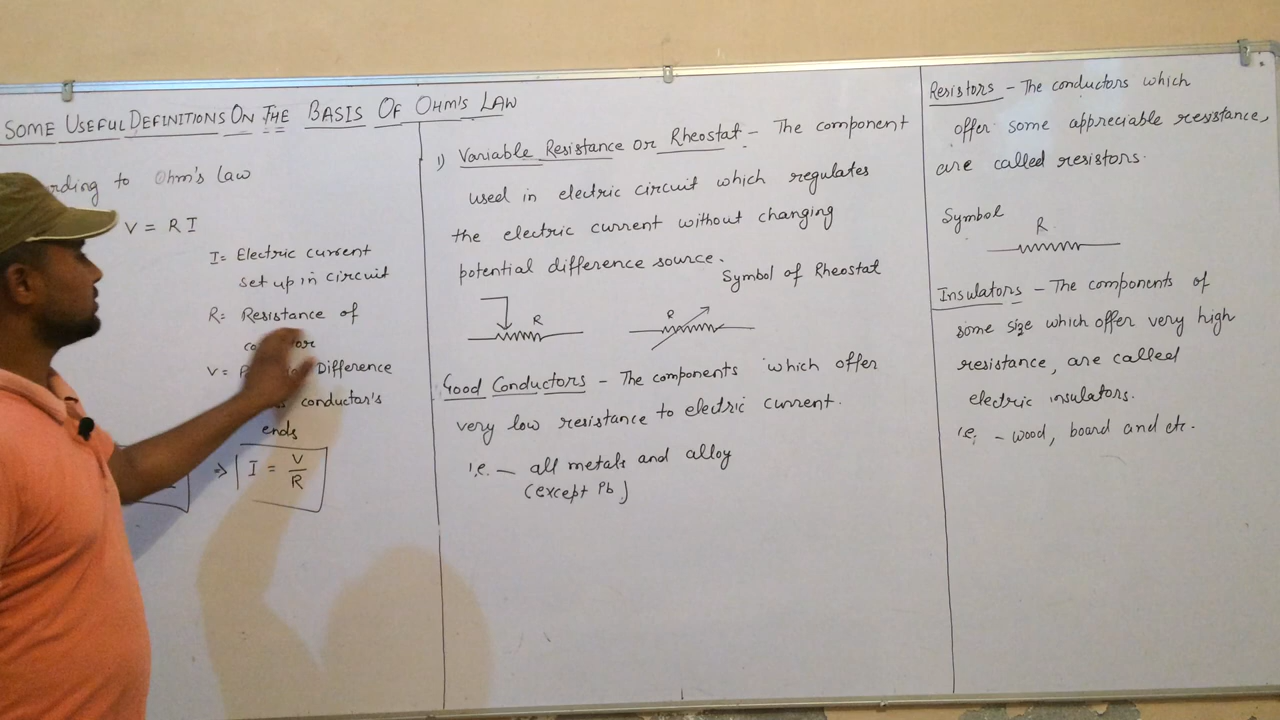 SOME USEFUL DEFINITIONS ON THE BASIS OF OHM'S LAW
to Ohm's Law
V = R I
I = Electric current
set up in circuit
R = Resistance of
V = Difference
conductor's
ends
⇒ I = V/R
1) Variable Resistance or Rheostat - The component
used in electric circuit which regulates
the electric current without changing
potential difference source.
Symbol of Rheostat
R
R
Good Conductors - The components which offer
very low resistance to electric current.
i.e. - all metals and alloy
(except Pb)
Resistors - The conductors which
offer some appreciable resistance,
are called resistors.
Symbol
R
Insulators - The components of
some size which offer very high
resistance, are called
electric insulators.
i.e; - wood, board and etc.